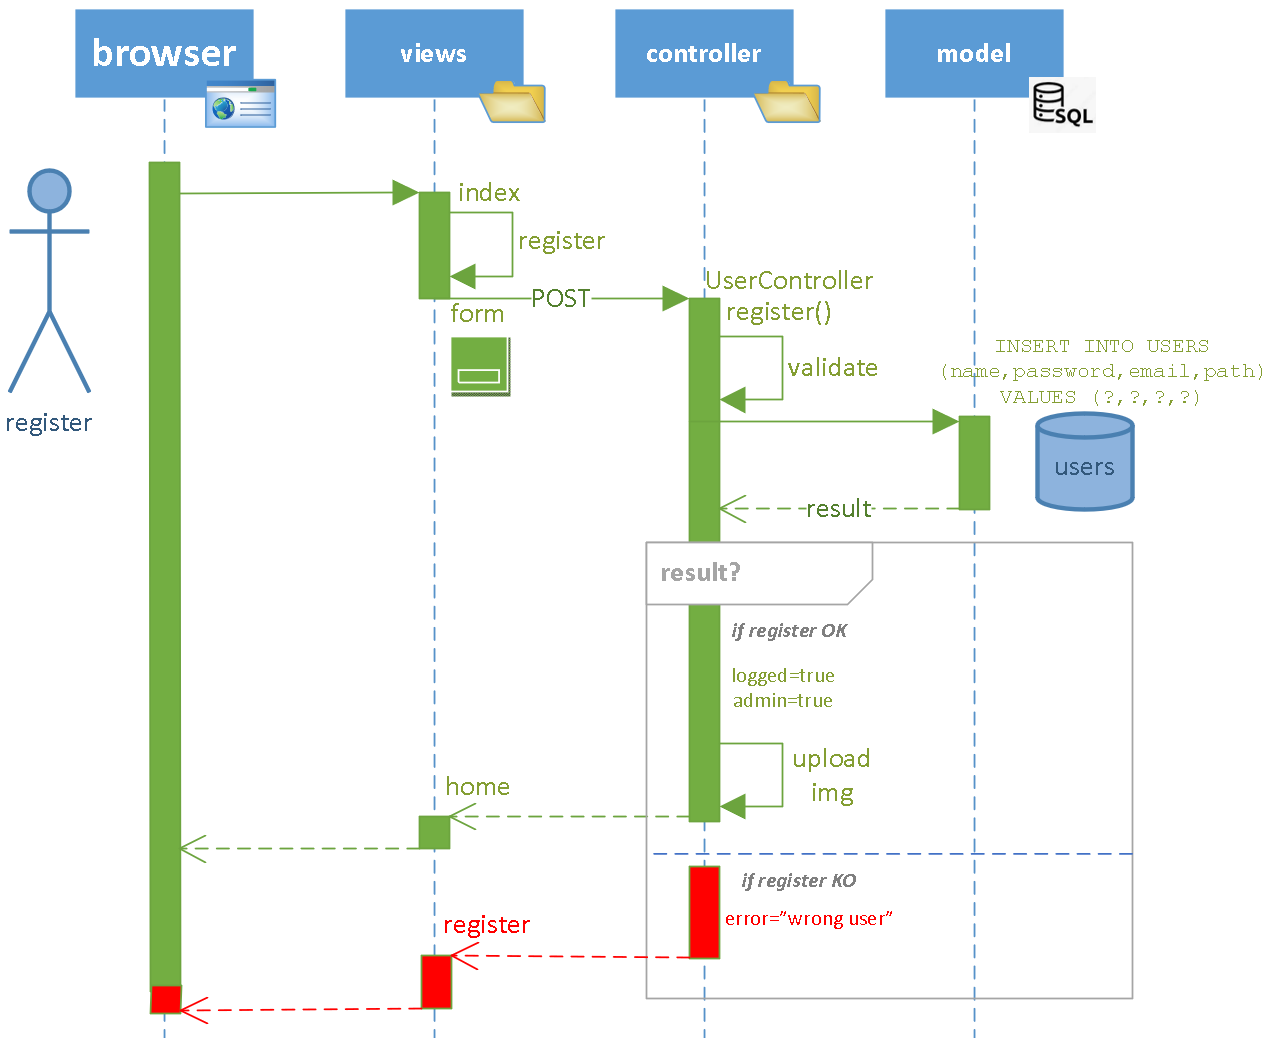 browser
views
controller
model
SQL
index
register
UserController
register()
POST
form
validate
INSERT INTO USERS
(name,password,email,path)
VALUES (?,?,?,?)
register
users
result
result?
if register OK
logged=true
admin=true
upload
img
home
if register KO
error=”wrong user”
register